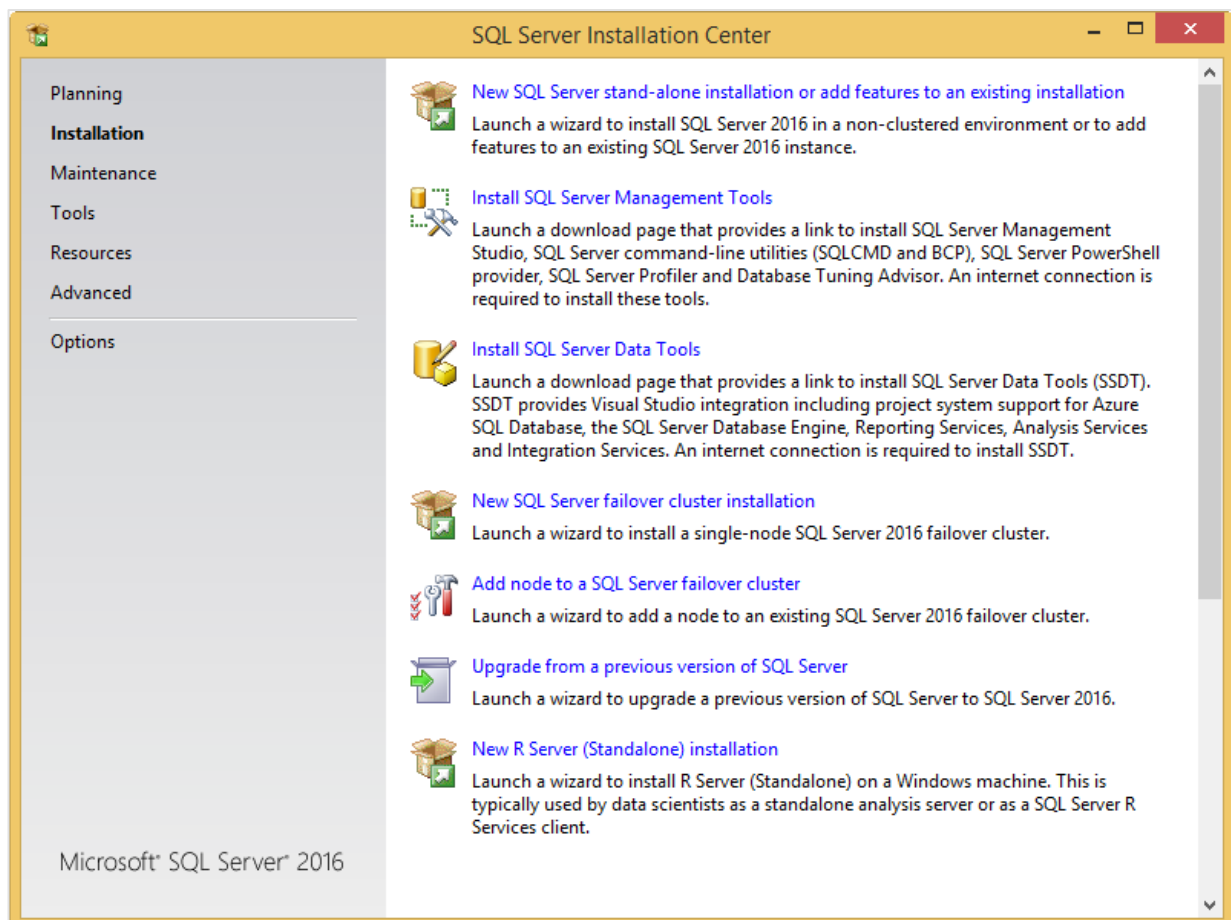 SQL Server Installation Center
Planning
Installation
Maintenance
Tools
Resources
Advanced
Options
Microsoft® SQL Server® 2016
New SQL Server stand-alone installation or add features to an existing installation
Launch a wizard to install SQL Server 2016 in a non-clustered environment or to add
features to an existing SQL Server 2016 instance.
Install SQL Server Management Tools
Launch a download page that provides a link to install SQL Server Management
Studio, SQL Server command-line utilities (SQLCMD and BCP), SQL Server PowerShell
provider, SQL Server Profiler and Database Tuning Advisor. An internet connection is
required to install these tools.
Install SQL Server Data Tools
Launch a download page that provides a link to install SQL Server Data Tools (SSDT).
SSDT provides Visual Studio integration including project system support for Azure
SQL Database, the SQL Server Database Engine, Reporting Services, Analysis Services
and Integration Services. An internet connection is required to install SSDT.
New SQL Server failover cluster installation
Launch a wizard to install a single-node SQL Server 2016 failover cluster.
Add node to a SQL Server failover cluster
Launch a wizard to add a node to an existing SQL Server 2016 failover cluster.
Upgrade from a previous version of SQL Server
Launch a wizard to upgrade a previous version of SQL Server to SQL Server 2016.
New R Server (Standalone) installation
Launch a wizard to install R Server (Standalone) on a Windows machine. This is
typically used by data scientists as a standalone analysis server or as a SQL Server R
Services client.